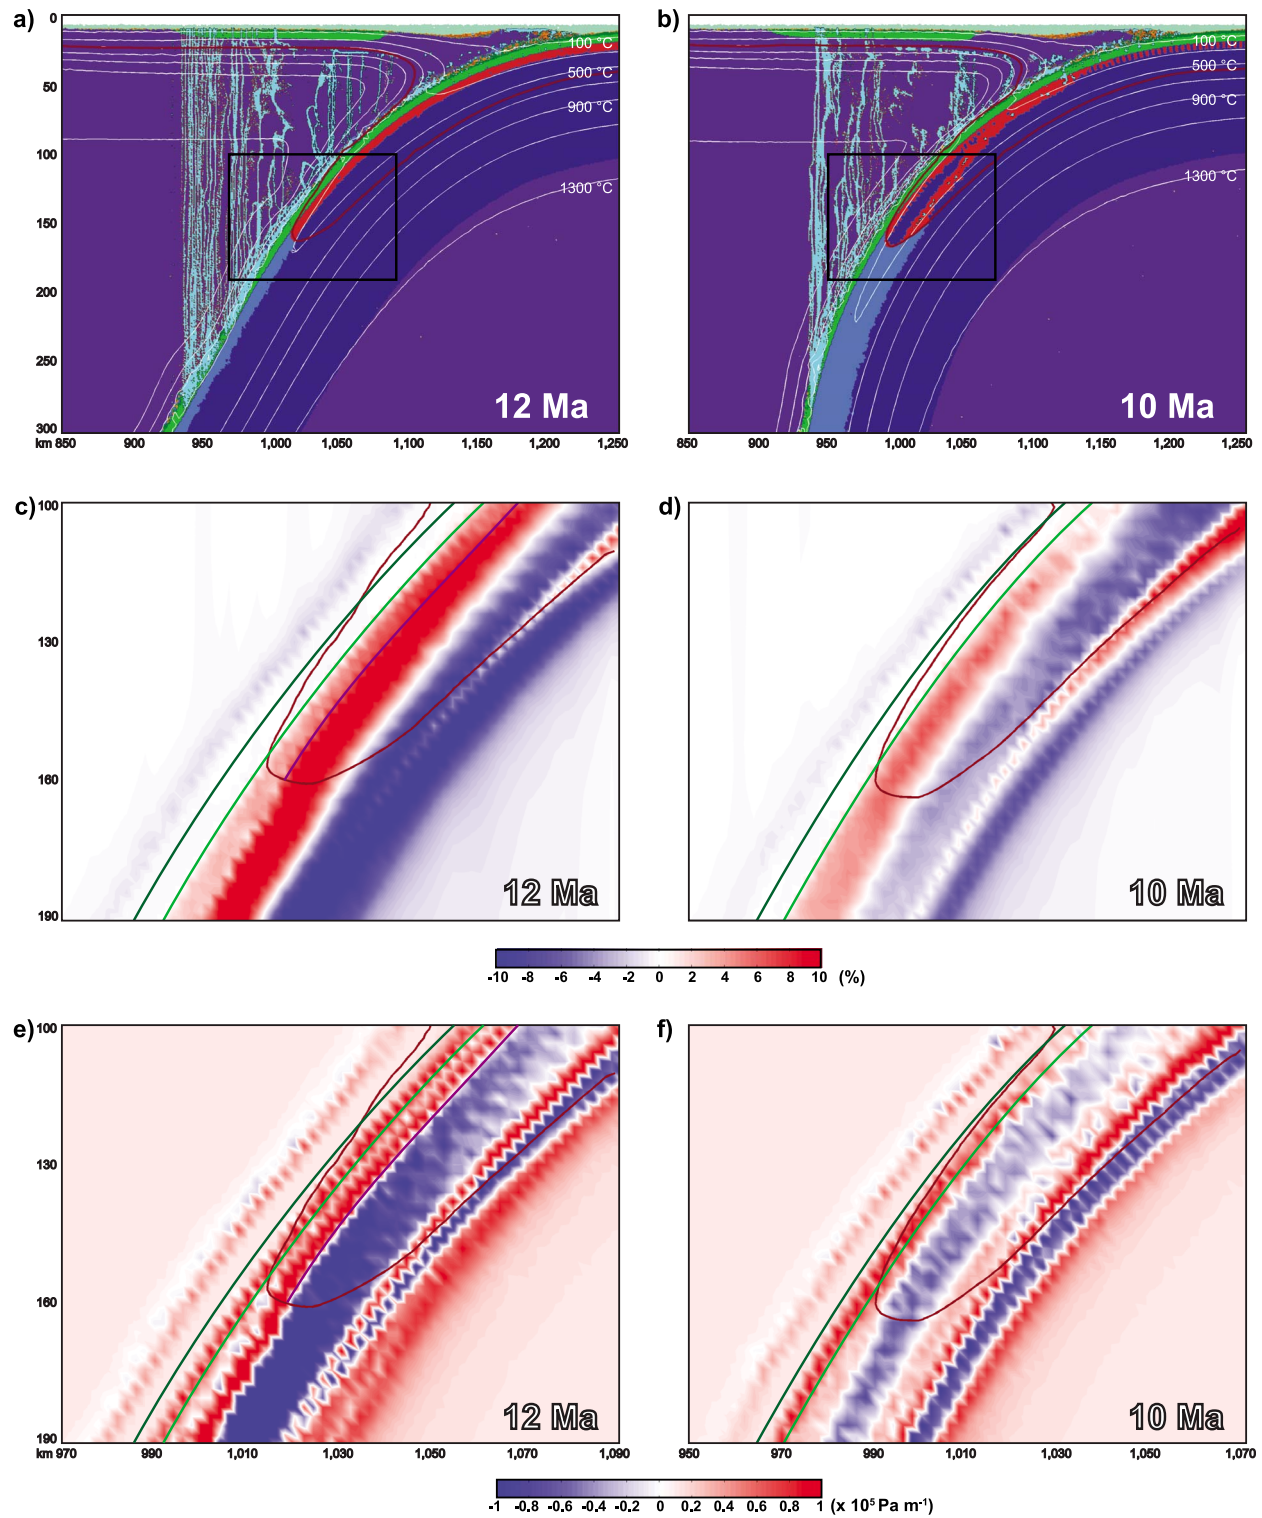 a)
0
50
100
150
200
250
300
km 850 900 950 1,000 1,050 1,100 1,150 1,200 1,250
100 °C
500 °C
900 °C
1300 °C
12 Ma
b)
100 °C
500 °C
900 °C
1300 °C
10 Ma
850 900 950 1,000 1,050 1,100 1,150 1,200 1,250
c)
100
130
160
190
12 Ma
d)
10 Ma
-10 -8 -6 -4 -2 0 2 4 6 8 10 (%)
e)
100
130
160
190
km 970 990 1,010 1,030 1,050 1,070 1,090
12 Ma
f)
10 Ma
950 970 990 1,010 1,030 1,050 1,070
-1 -0.8 -0.6 -0.4 -0.2 0 0.2 0.4 0.6 0.8 1 (x 10⁵ Pa m⁻¹)